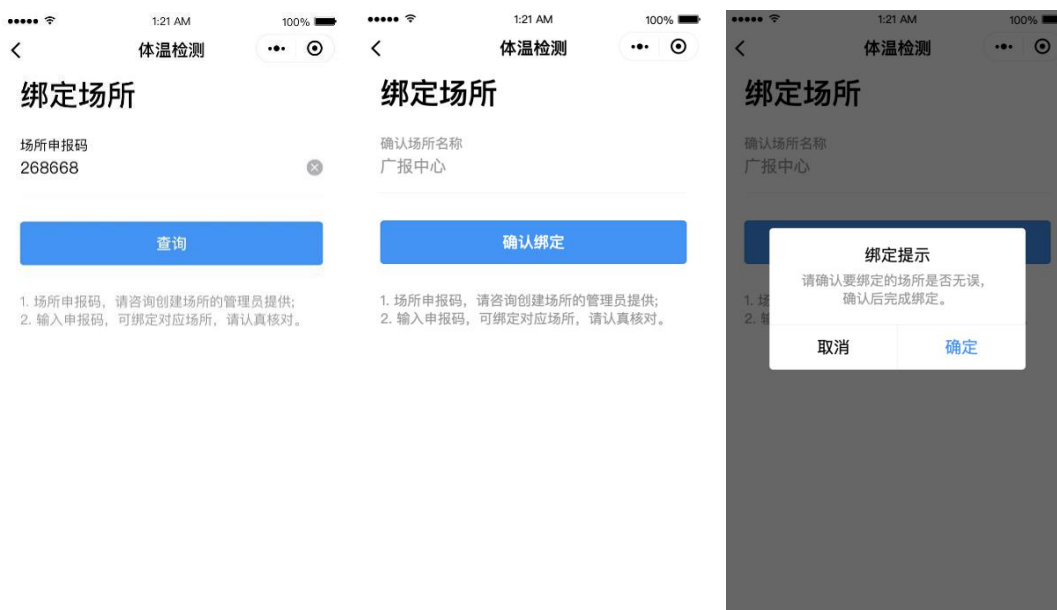 1:21 AM
100%
体温检测
绑定场所
场所申报码
268668
查询
1. 场所申报码，请咨询创建场所的管理员提供;
2. 输入申报码，可绑定对应场所，请认真核对。
1:21 AM
100%
体温检测
绑定场所
确认场所名称
广报中心
确认绑定
1. 场所申报码，请咨询创建场所的管理员提供;
2. 输入申报码，可绑定对应场所，请认真核对。
1:21 AM
100%
体温检测
绑定场所
确认场所名称
广报中心
绑定提示
请确认要绑定的场所是否无误，
确认后完成绑定。
1. 场
2. 输
取消
确定